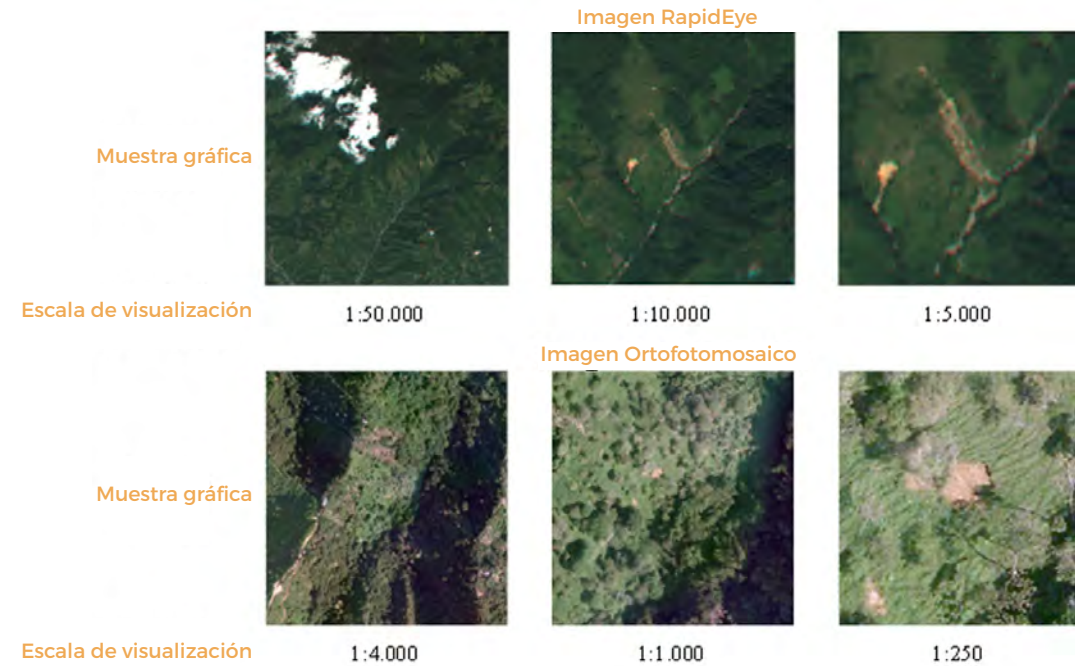 Imagen RapidEye
Muestra gráfica
Escala de visualización
1:50.000
1:10.000
1:5.000
Imagen Ortofotomosaico
Muestra gráfica
Escala de visualización
1:4.000
1:1.000
1:250